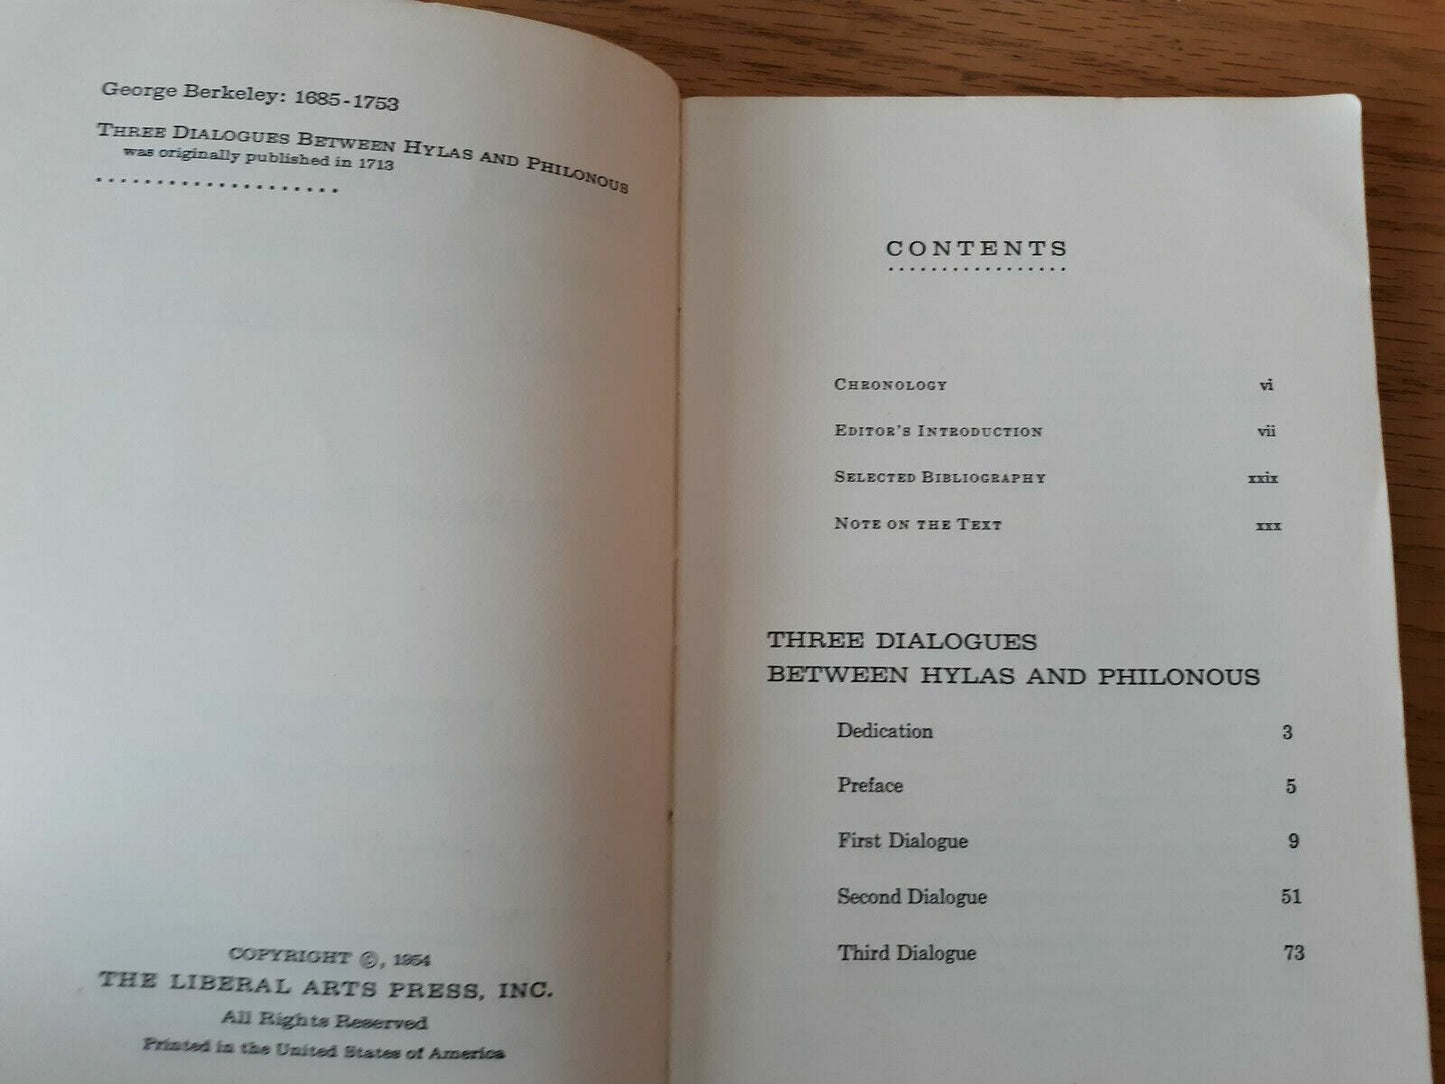 George Berkeley: 1685-1753
THREE DIALOGUES BETWEEN HYLAS AND PHILONOUS
was originally published in 1713
....................
COPYRIGHT ©, 1954
THE LIBERAL ARTS PRESS, INC.
All Rights Reserved
Printed in the United States of America
CONTENTS
.................
CHRONOLOGY vi
EDITOR'S INTRODUCTION vii
SELECTED BIBLIOGRAPHY xxix
NOTE ON THE TEXT xxx
THREE DIALOGUES
BETWEEN HYLAS AND PHILONOUS
Dedication 3
Preface 5
First Dialogue 9
Second Dialogue 51
Third Dialogue 73